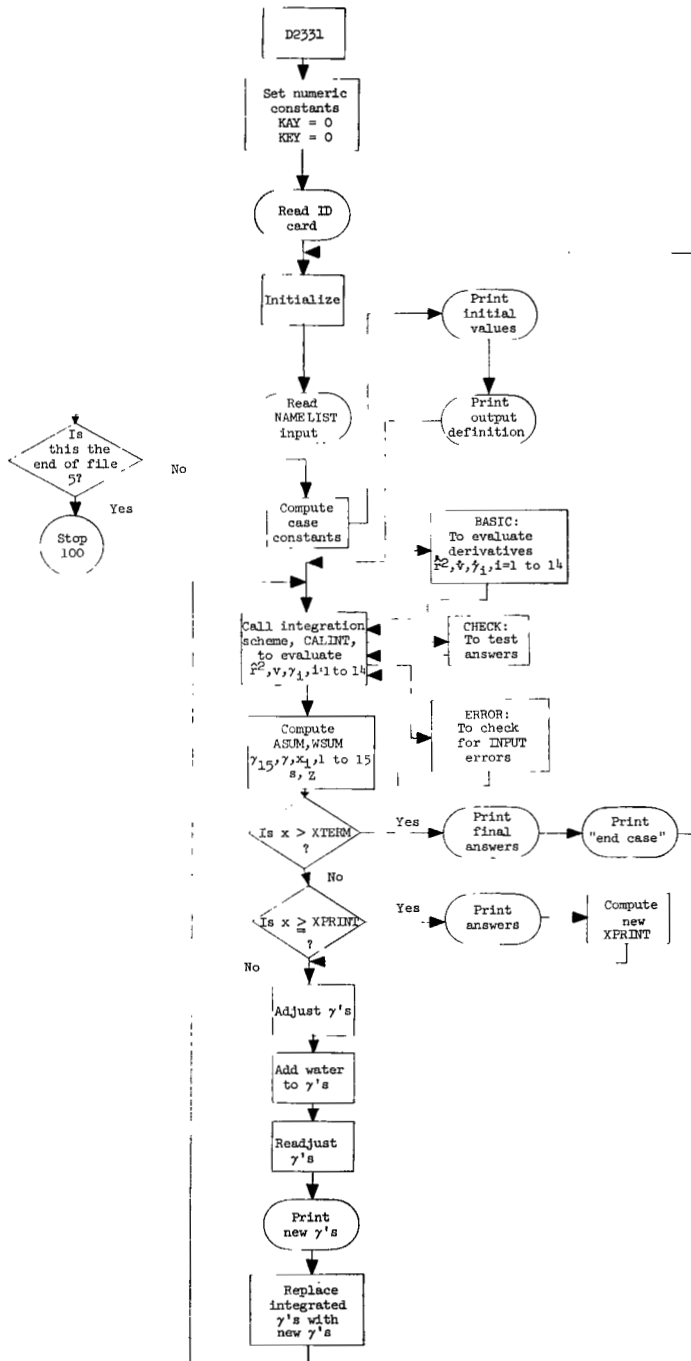 D2331
Set numeric
constants
KAY = 0
KEY = 0
Read ID
card
Initialize
Print
initial
values
Read
NAMELIST
input
Print
output
definition
Is
this the
end of file
5?
No
Yes
Stop
100
Compute
case
constants
BASIC:
To evaluate
derivatives
r̂²,v̇,γ̇i,i=1 to 14
Call integration
scheme, CALINT,
to evaluate
r̂²,v,γi,i=1 to 14
CHECK:
To test
answers
ERROR:
To check
for INPUT
errors
Compute
ASUM,WSUM
γ15,γ,xi,1 to 15
s, Z
Is x > XTERM
?
Yes
Print
final
answers
Print
"end case"
No
Is x ≥ XPRINT
?
Yes
Print
answers
Compute
new
XPRINT
No
Adjust γ's
Add water
to γ's
Readjust
γ's
Print
new γ's
Replace
integrated
γ's with
new γ's